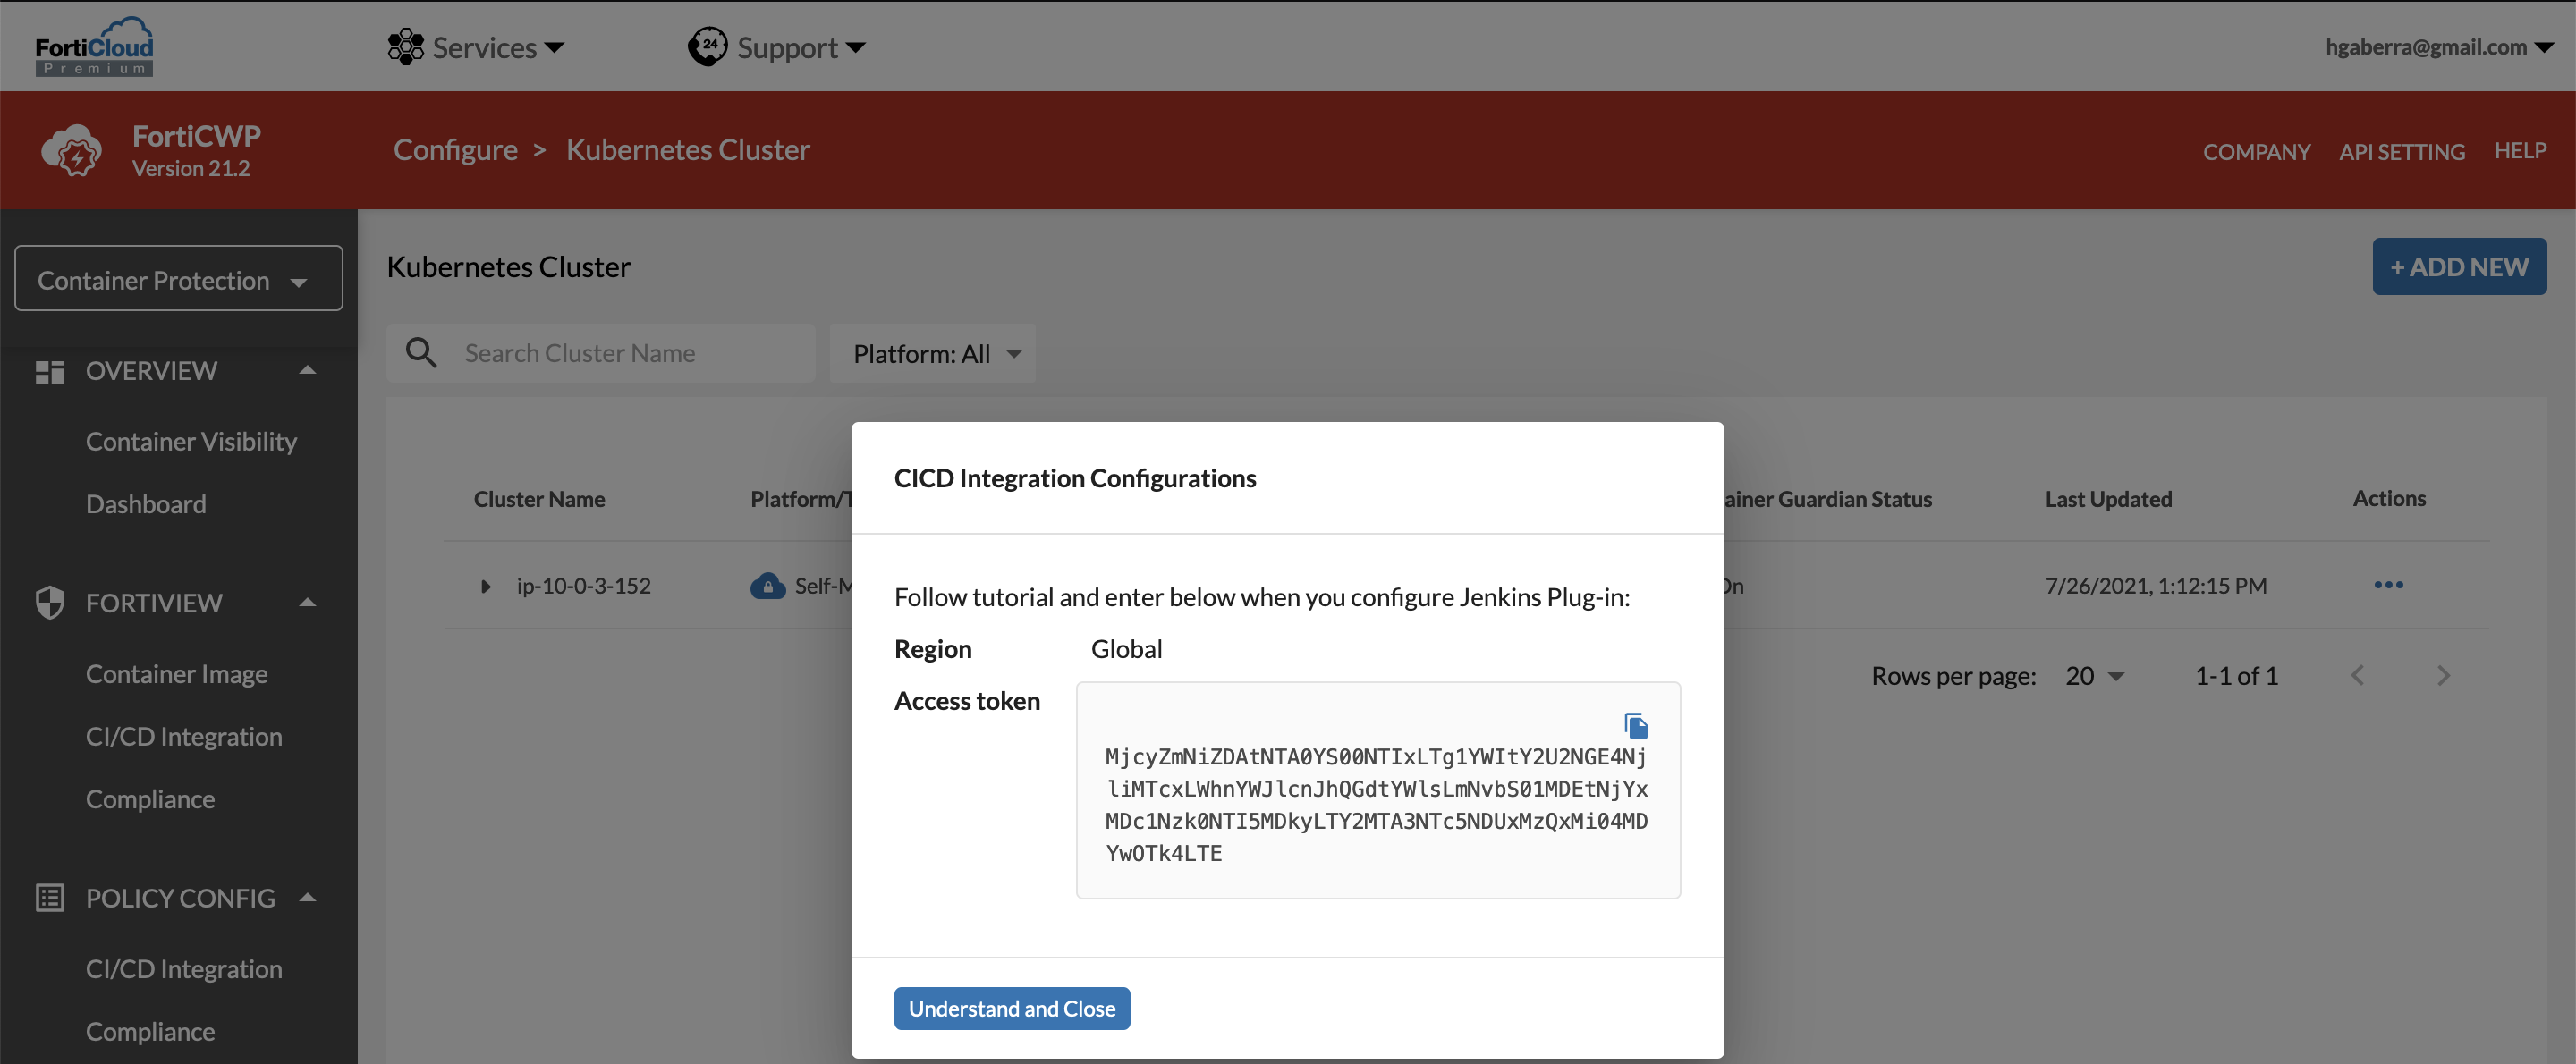 FortiCloud
Premium
Services
24
Support
hgaberra@gmail.com
FortiCWP
Version 21.2
Configure > Kubernetes Cluster
COMPANY
API SETTING
HELP
Container Protection
Kubernetes Cluster
+ ADD NEW
Search Cluster Name
Platform: All
OVERVIEW
Container Visibility
Dashboard
FORTIVIEW
Container Image
CI/CD Integration
Compliance
POLICY CONFIG
CI/CD Integration
Compliance
Cluster Name
Platform/T
ainer Guardian Status
Last Updated
Actions
ip-10-0-3-152
Self-M
On
7/26/2021, 1:12:15 PM
Rows per page: 20
1-1 of 1
CICD Integration Configurations
Follow tutorial and enter below when you configure Jenkins Plug-in:
Region Global
Access token
MjcyZmNiZDAtNTA0YS00NTIxLTg1YWItY2U2NGE4Nj
liMTcxLWhnYWJlcnJhQGdtYWlsLmNvbS01MDEtNjYx
MDc1Nzk0NTI5MDkyLTY2MTA3NTc5NDUxMzQxMi04MD
YwOTk4LTE
Understand and Close